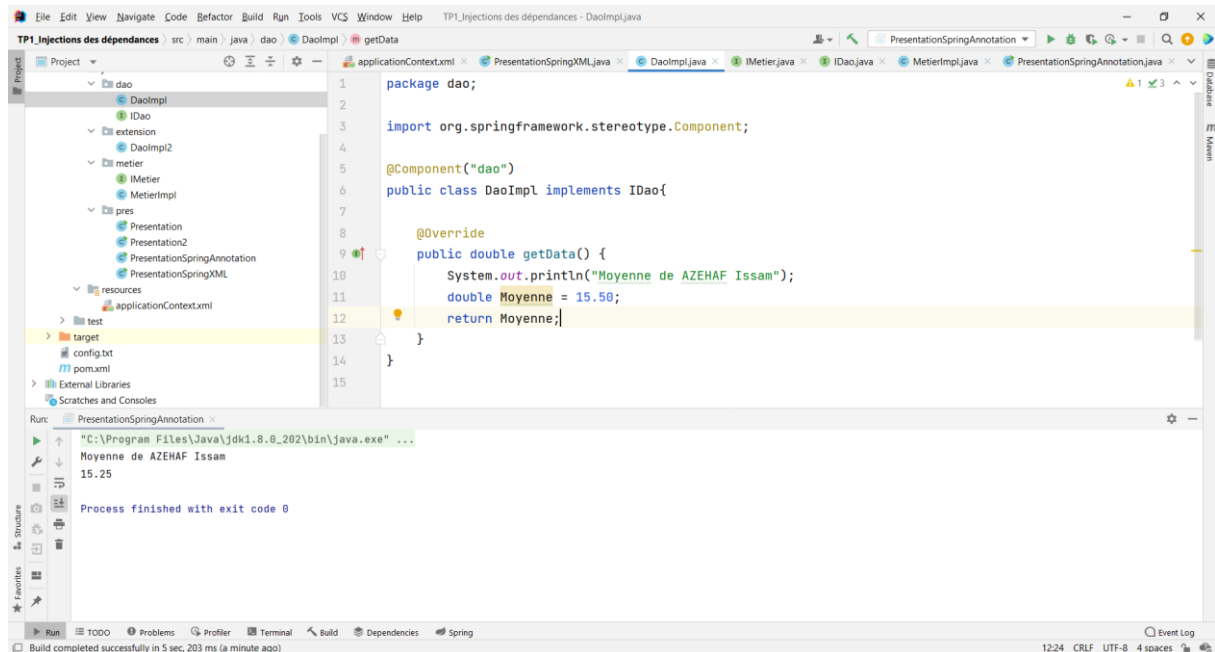 File Edit View Navigate Code Refactor Build Run Tools VCS Window Help TP1_Injections des dépendances - DaoImpl.java
TP1_Injections des dépendances src main java dao DaoImpl getData PresentationSpringAnnotation
Project applicationContext.xml PresentationSpringXML.java DaoImpl.java IMetier.java IDao.java MetierImpl.java PresentationSpringAnnotation.java
Project
Database
Maven
dao
DaoImpl
IDao
extension
DaoImpl2
metier
IMetier
MetierImpl
pres
Presentation
Presentation2
PresentationSpringAnnotation
PresentationSpringXML
resources
applicationContext.xml
test
target
config.txt
pom.xml
External Libraries
Scratches and Consoles
1 package dao;
2
3 import org.springframework.stereotype.Component;
4
5 @Component("dao")
6 public class DaoImpl implements IDao{
7
8 @Override
9 public double getData() {
10 System.out.println("Moyenne de AZEHAF Issam");
11 double Moyenne = 15.50;
12 return Moyenne;
13 }
14 }
15
1 3
Run: PresentationSpringAnnotation
"C:\Program Files\Java\jdk1.8.0_202\bin\java.exe" ...
Moyenne de AZEHAF Issam
15.25
Process finished with exit code 0
Structure
Favorites
Run TODO Problems Profiler Terminal Build Dependencies Spring Event Log
Build completed successfully in 5 sec, 203 ms (a minute ago) 12:24 CRLF UTF-8 4 spaces